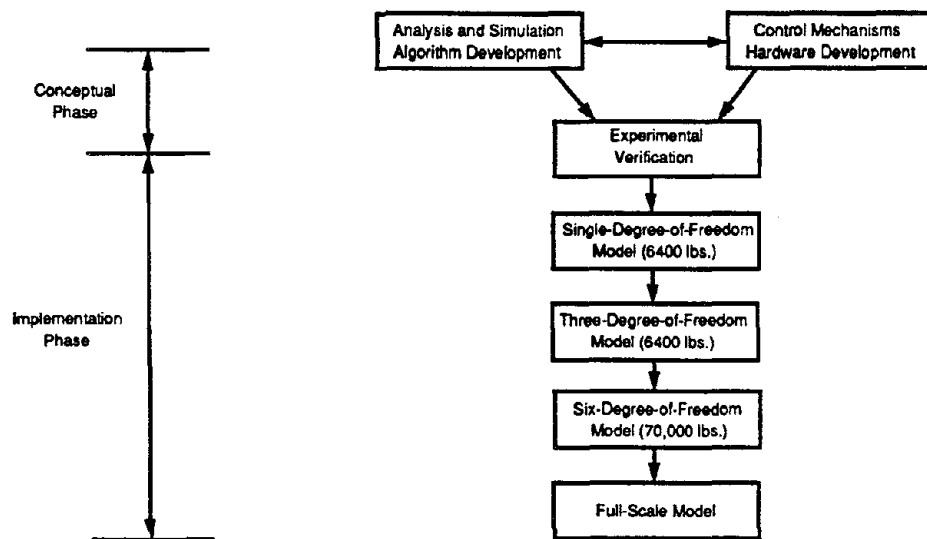 Analysis and Simulation
Algorithm Development
Control Mechanisms
Hardware Development
Conceptual
Phase
Experimental
Verification
Single-Degree-of-Freedom
Model (6400 lbs.)
Implementation
Phase
Three-Degree-of-Freedom
Model (6400 lbs.)
Six-Degree-of-Freedom
Model (70,000 lbs.)
Full-Scale Model